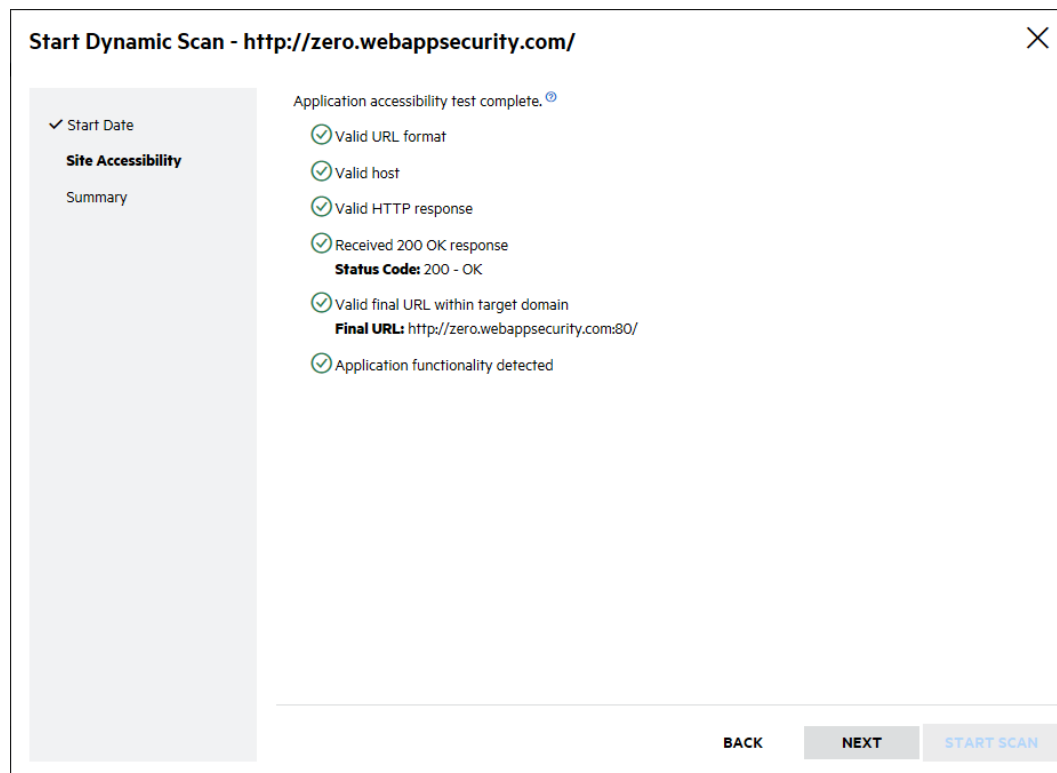 Start Dynamic Scan - http://zero.webappsecurity.com/
Start Date
Site Accessibility
Summary
Application accessibility test complete.
Valid URL format
Valid host
Valid HTTP response
Received 200 OK response
Status Code: 200 - OK
Valid final URL within target domain
Final URL: http://zero.webappsecurity.com:80/
Application functionality detected
BACK NEXT START SCAN